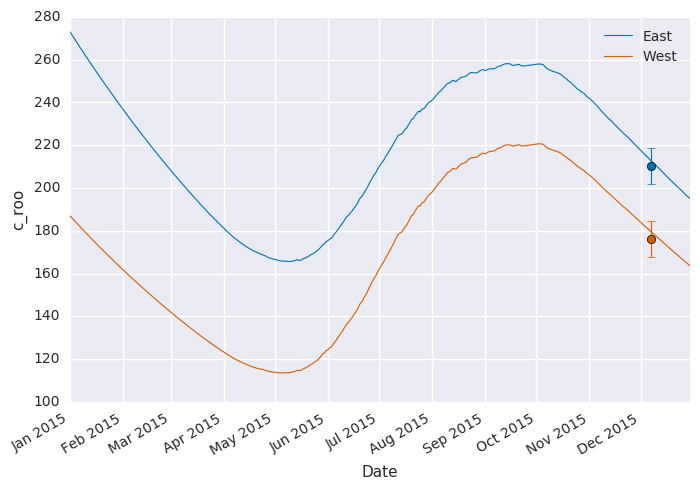 280
260
240
220
200
180
160
140
120
100
c_roo
East
West
Jan 2015
Feb 2015
Mar 2015
Apr 2015
May 2015
Jun 2015
Jul 2015
Aug 2015
Sep 2015
Oct 2015
Nov 2015
Dec 2015
Date